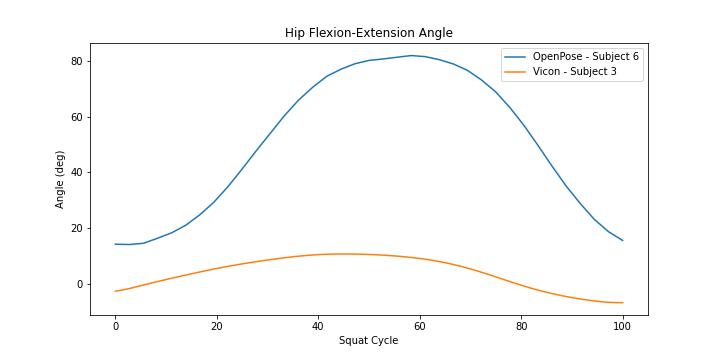 Hip Flexion-Extension Angle
OpenPose - Subject 6
Vicon - Subject 3
Angle (deg)
80
60
40
20
0
0 20 40 60 80 100
Squat Cycle